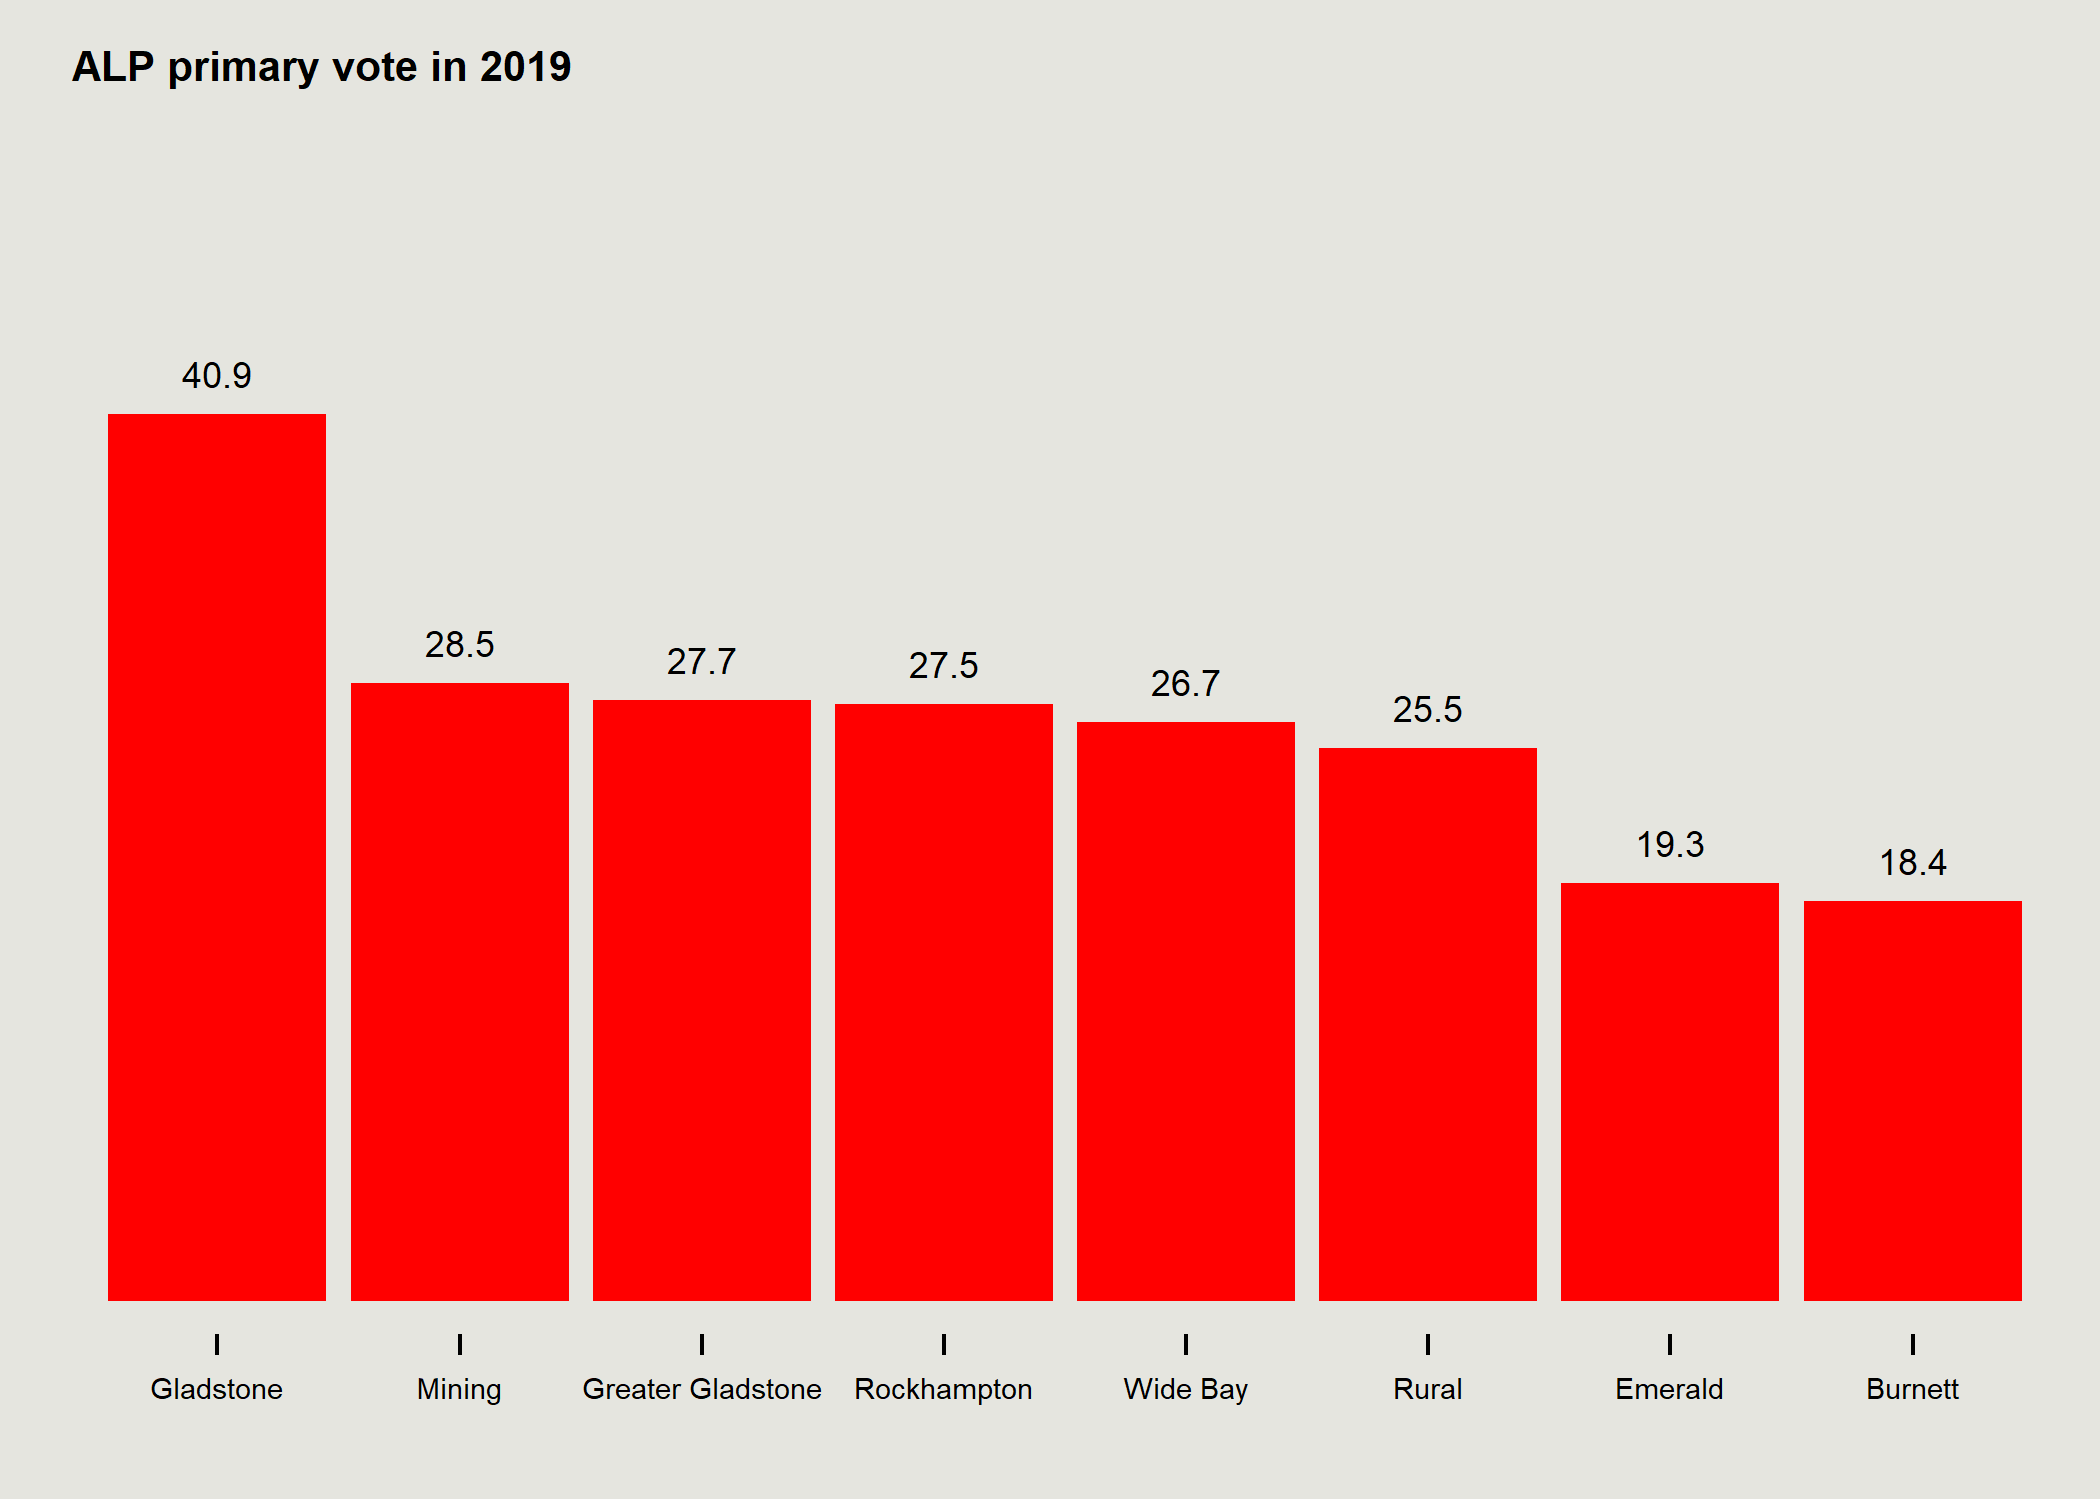 ALP primary vote in 2019
40.9
28.5
27.7
27.5
26.7
25.5
19.3
18.4
Gladstone
Mining
Greater Gladstone
Rockhampton
Wide Bay
Rural
Emerald
Burnett